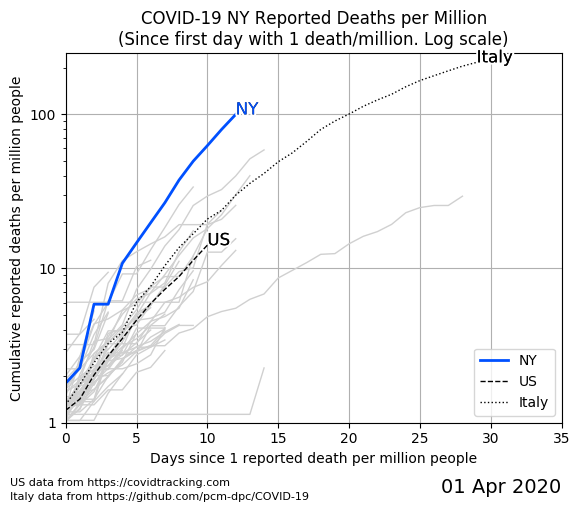 COVID-19 NY Reported Deaths per Million
(Since first day with 1 death/million. Log scale)
Italy
NY
US
100
10
1
Cumulative reported deaths per million people
0 5 10 15 20 25 30 35
Days since 1 reported death per million people
NY
US
Italy
US data from https://covidtracking.com
Italy data from https://github.com/pcm-dpc/COVID-19
01 Apr 2020